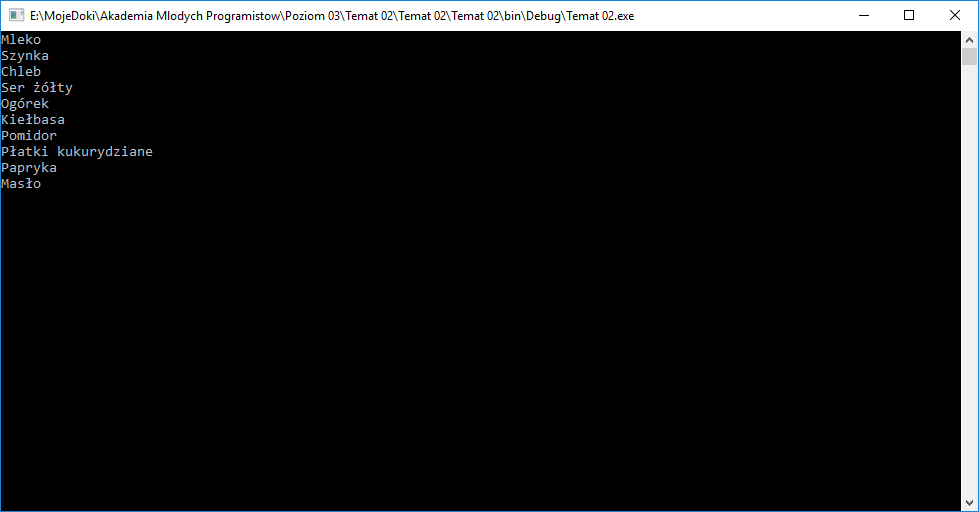 E:\MojeDoki\Akademia Mlodych Programistow\Poziom 03\Temat 02\Temat 02\Temat 02\bin\Debug\Temat 02.exe
Mleko
Szynka
Chleb
Ser żółty
Ogórek
Kiełbasa
Pomidor
Płatki kukurydziane
Papryka
Masło